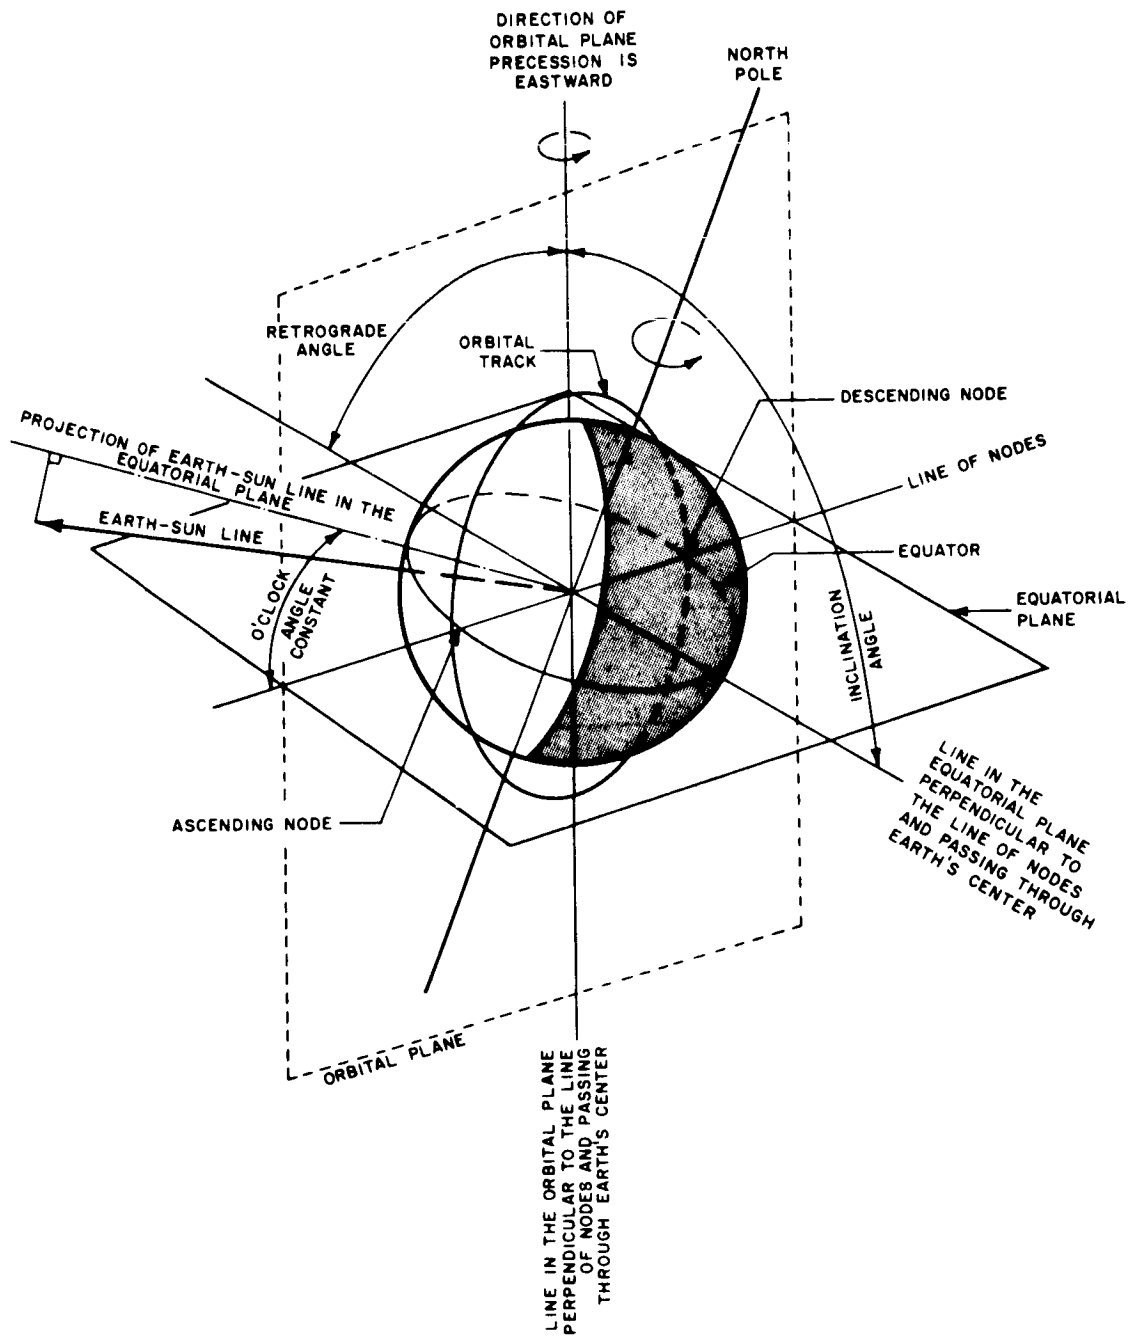 DIRECTION OF
ORBITAL PLANE
PRECESSION IS
EASTWARD
NORTH
POLE
RETROGRADE
ANGLE
ORBITAL
TRACK
DESCENDING NODE
PROJECTION OF EARTH-SUN LINE IN THE
EQUATORIAL PLANE
LINE OF NODES
EARTH-SUN LINE
EQUATOR
O'CLOCK
ANGLE
CONSTANT
EQUATORIAL
PLANE
INCLINATION
ANGLE
ASCENDING NODE
LINE IN THE
EQUATORIAL PLANE
PERPENDICULAR TO
THE LINE OF NODES
AND PASSING THROUGH
EARTH'S CENTER
ORBITAL PLANE
LINE IN THE ORBITAL PLANE
PERPENDICULAR TO THE LINE
OF NODES AND PASSING
THROUGH EARTH'S CENTER